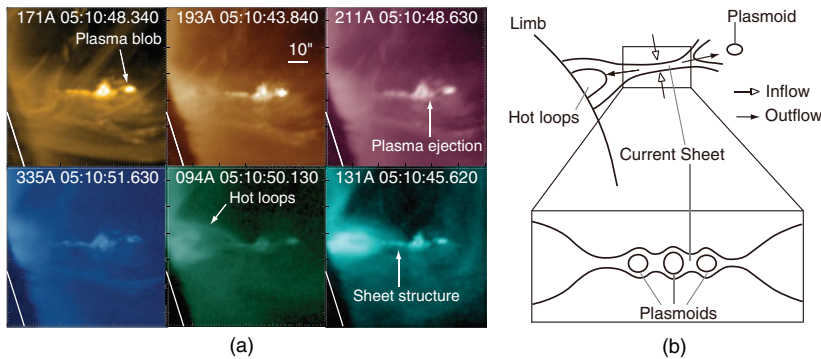 171A 05:10:48.340
Plasma blob
193A 05:10:43.840
10"
211A 05:10:48.630
Plasma ejection
335A 05:10:51.630
094A 05:10:50.130
Hot loops
131A 05:10:45.620
Sheet structure
(a)
Limb
Plasmoid
Hot loops
Inflow
Outflow
Current Sheet
Plasmoids
(b)